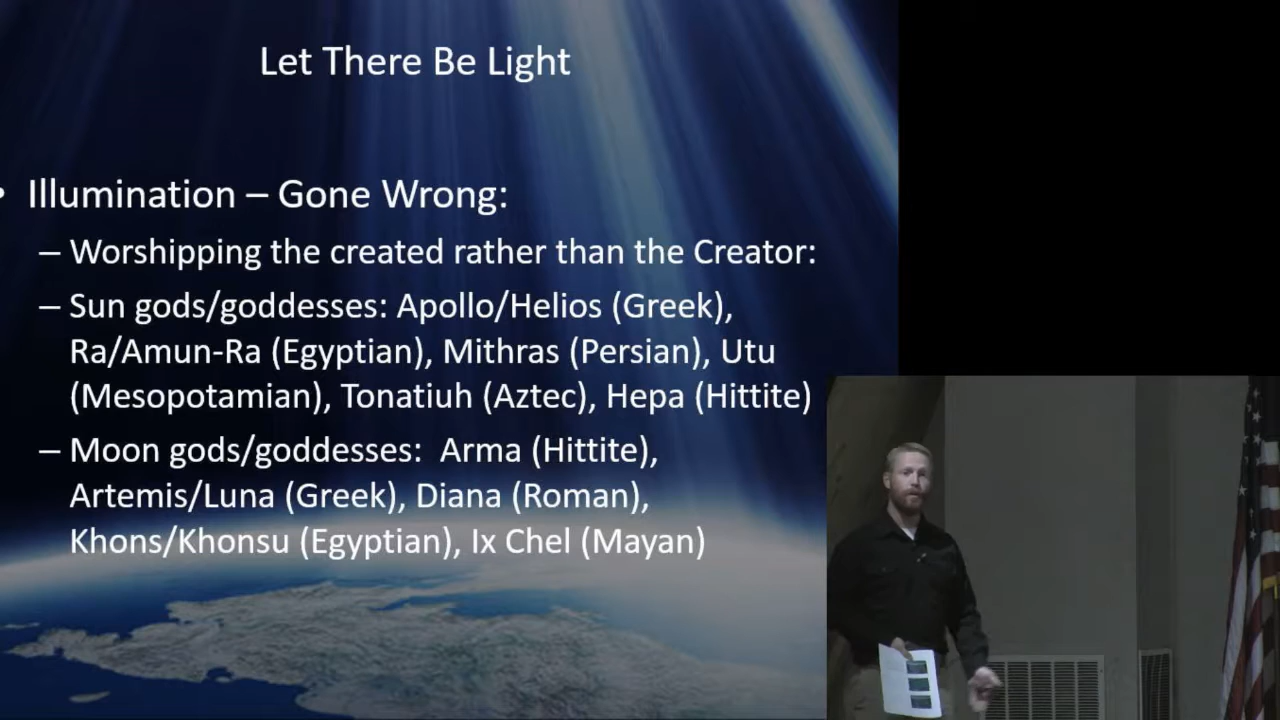 Let There Be Light
• Illumination – Gone Wrong:
– Worshipping the created rather than the Creator:
– Sun gods/goddesses: Apollo/Helios (Greek),
Ra/Amun-Ra (Egyptian), Mithras (Persian), Utu
(Mesopotamian), Tonatiuh (Aztec), Hepa (Hittite)
– Moon gods/goddesses:  Arma (Hittite),
Artemis/Luna (Greek), Diana (Roman),
Khons/Khonsu (Egyptian), Ix Chel (Mayan)